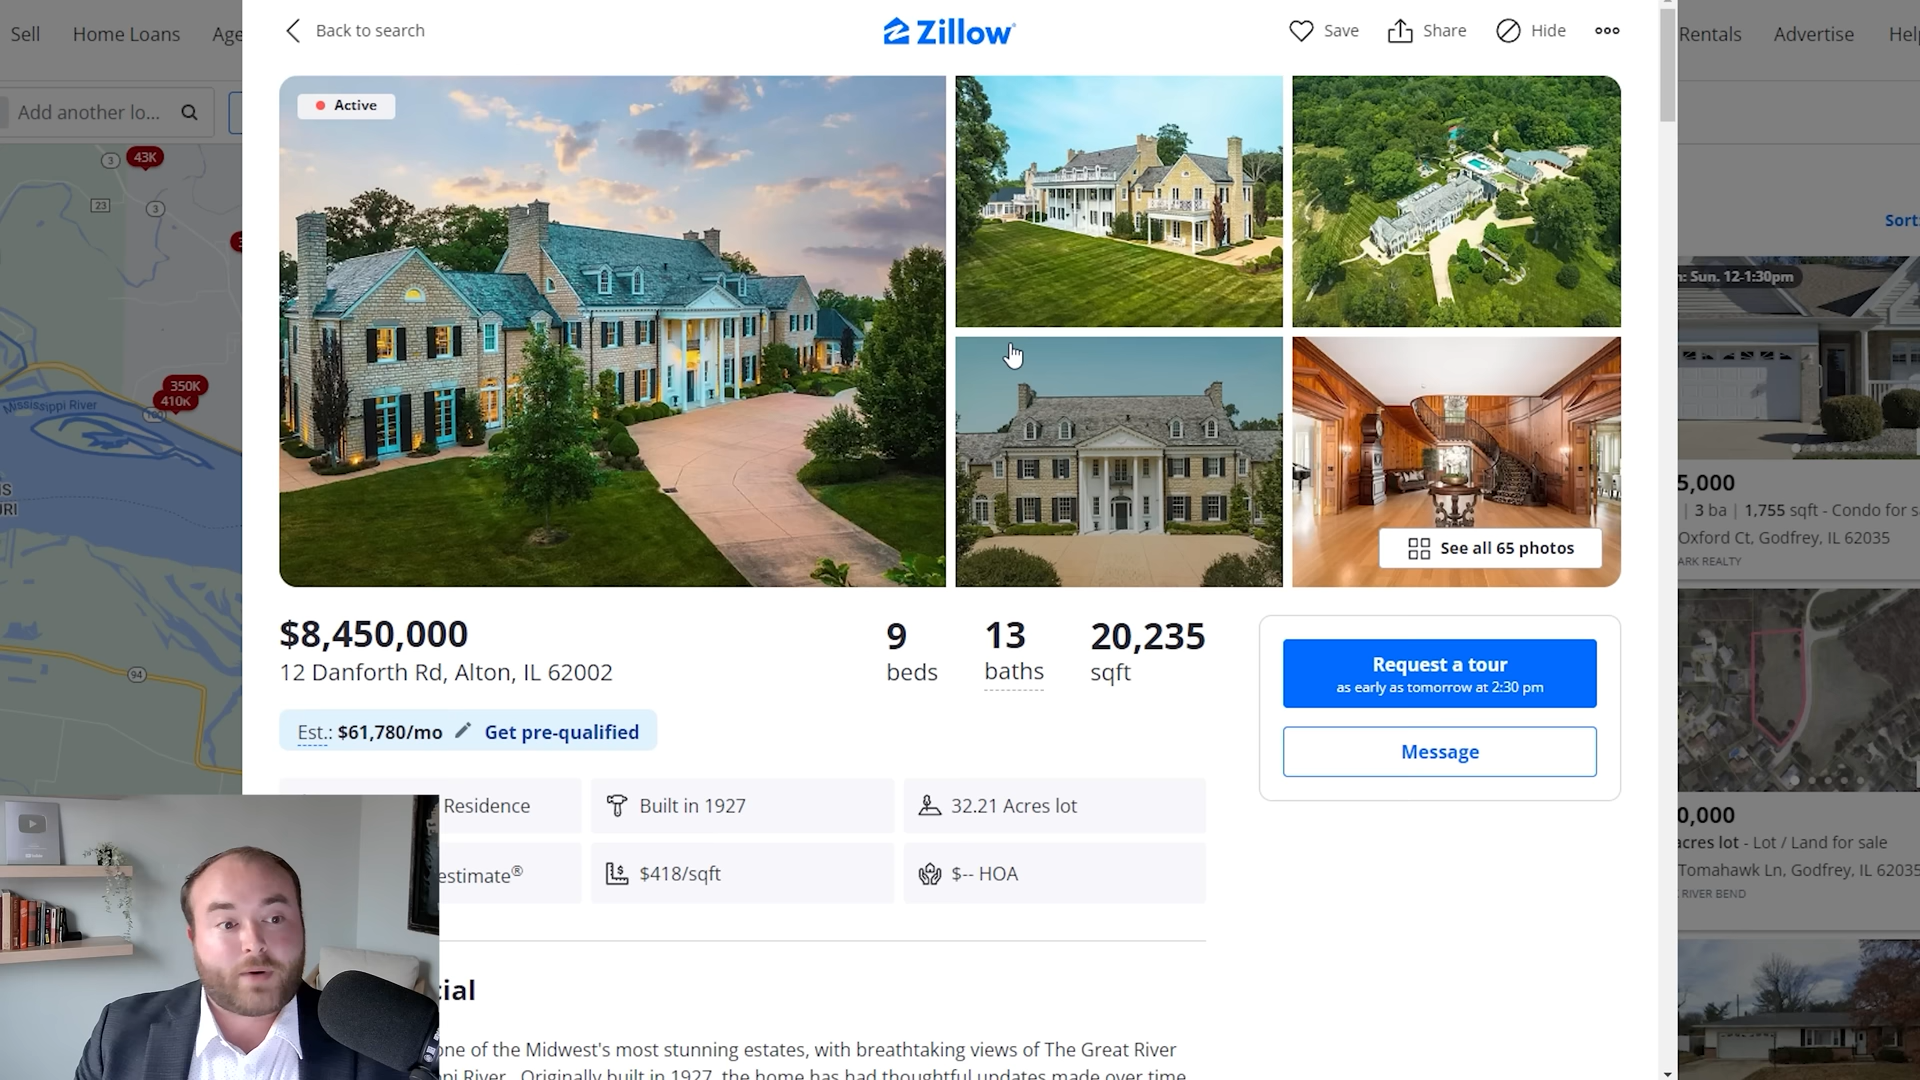 Sell
Home Loans
Age
Back to search
Zillow
Save
Share
Hide
Rentals
Advertise
Help
Add another lo...
Active
3
43K
23
3
350K
410K
Mississippi River
94
Sort:
Sun. 12-1:30pm
See all 65 photos
$8,450,000
12 Danforth Rd, Alton, IL 62002
9
beds
13
baths
20,235
sqft
Request a tour
as early as tomorrow at 2:30 pm
Message
Est.: $61,780/mo
Get pre-qualified
Residence
Built in 1927
32.21 Acres lot
estimate®
$418/sqft
$-- HOA
ial
one of the Midwest's most stunning estates, with breathtaking views of The Great River
pi River. Originally built in 1927, the home has had thoughtful updates made over time
5,000
| 3 ba | 1,755 sqft - Condo for s
Oxford Ct, Godfrey, IL 62035
ARK REALTY
0,000
acres lot - Lot / Land for sale
Tomahawk Ln, Godfrey, IL 62035
RIVER BEND